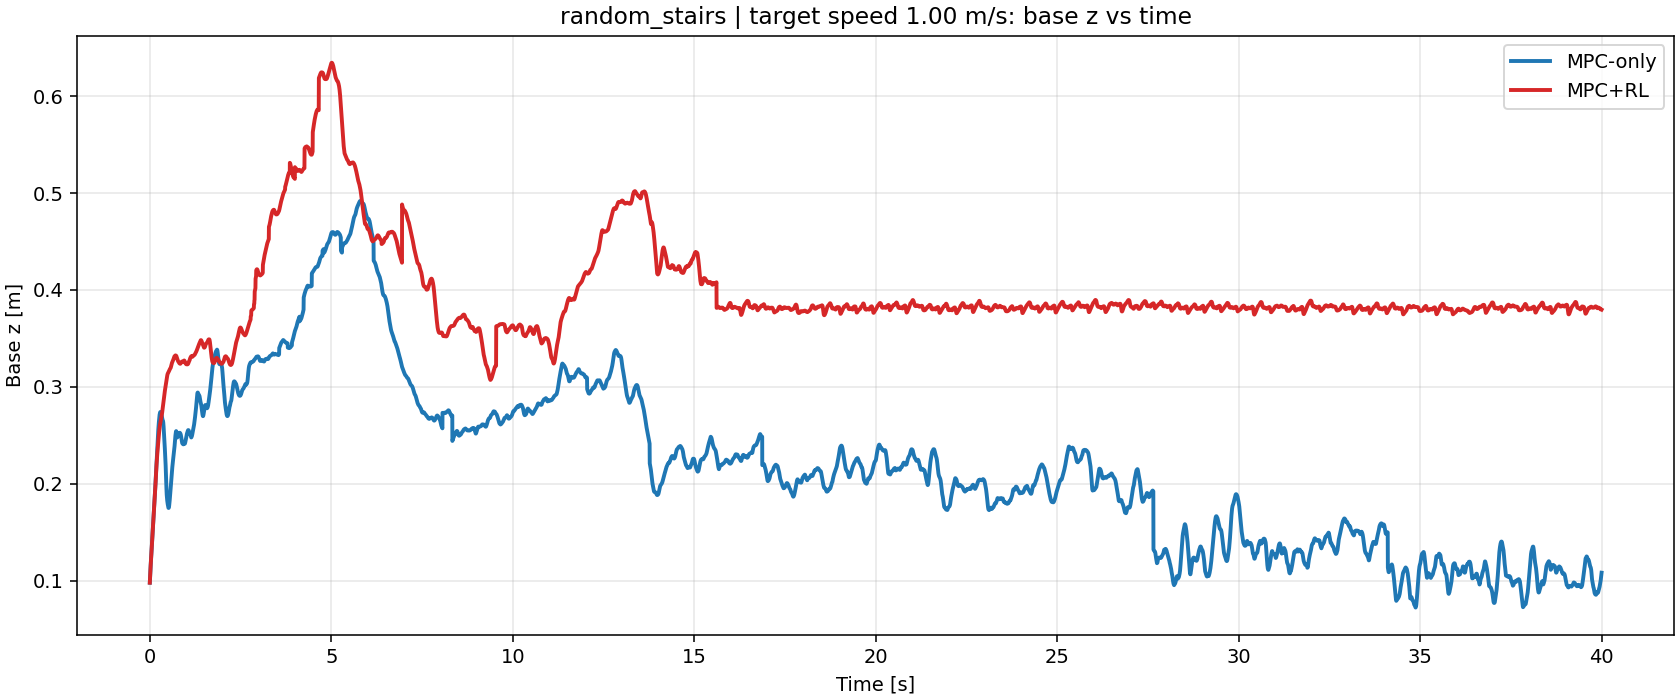 random_stairs | target speed 1.00 m/s: base z vs time
MPC-only
MPC+RL
Base z [m]
0.6
0.5
0.4
0.3
0.2
0.1
0 5 10 15 20 25 30 35 40
Time [s]